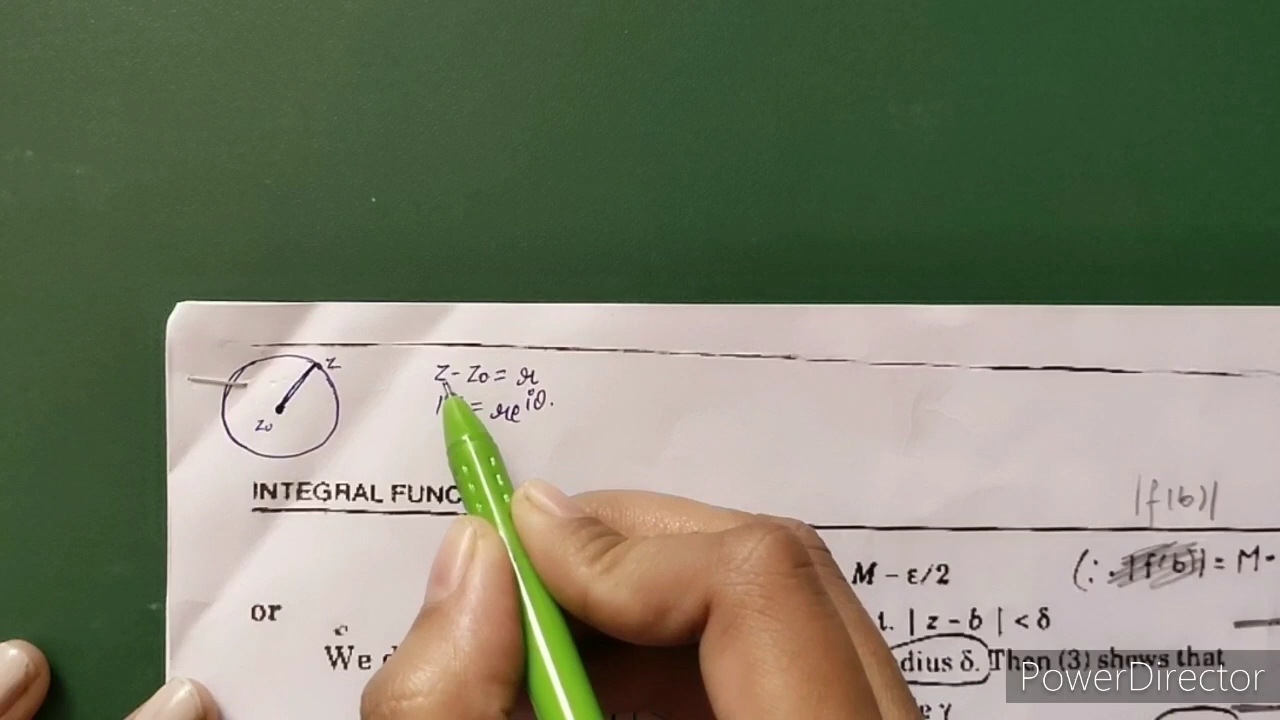 z
z₀
z - z₀ = r
= re^iθ.
INTEGRAL FUNC
|f(b)|
M – ε/2
(∵ |f(b)| = M-
or
t. | z – b | < δ
c
We
dius δ. Then (3) shows that
PowerDirector
γ